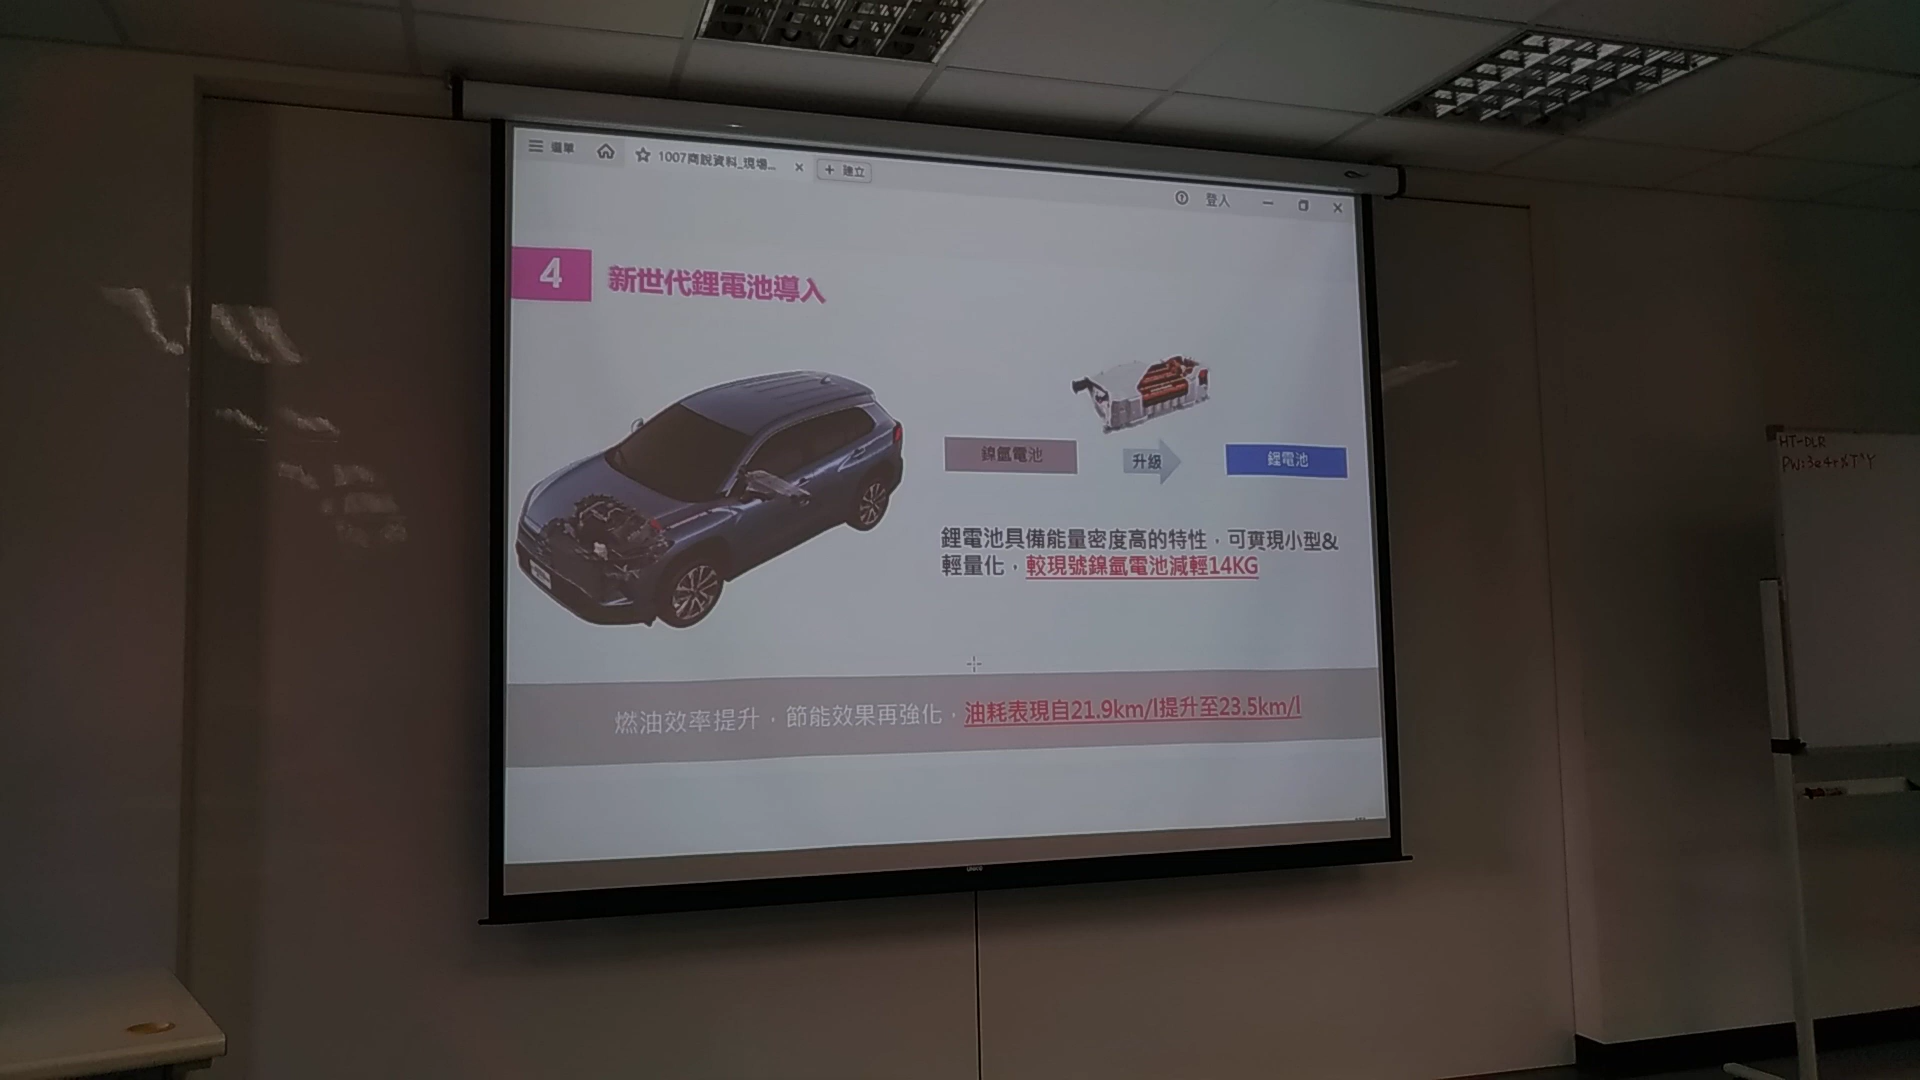 選單
1007商說資料_現場...
+ 建立
登入
4
新世代鋰電池導入
鎳氫電池
升級
鋰電池
鋰電池具備能量密度高的特性，可實現小型&
輕量化，較現號鎳氫電池減輕14KG
燃油效率提升，節能效果再強化，油耗表現自21.9km/l提升至23.5km/l
HT-DLR